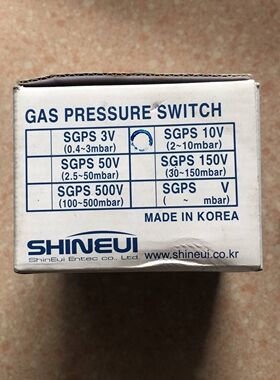 GAS PRESSURE SWITCH
SGPS 3V
(0.4~3mbar)
SGPS 10V
(2~10mbar)
SGPS 50V
(2.5~50mbar)
SGPS 150V
(30~150mbar)
SGPS 500V
(100~500mbar)
SGPS V
( ~ mbar)
MADE IN KOREA
SHINEUI
ShinEui Entec co., Ltd.
www.shineui.co.kr